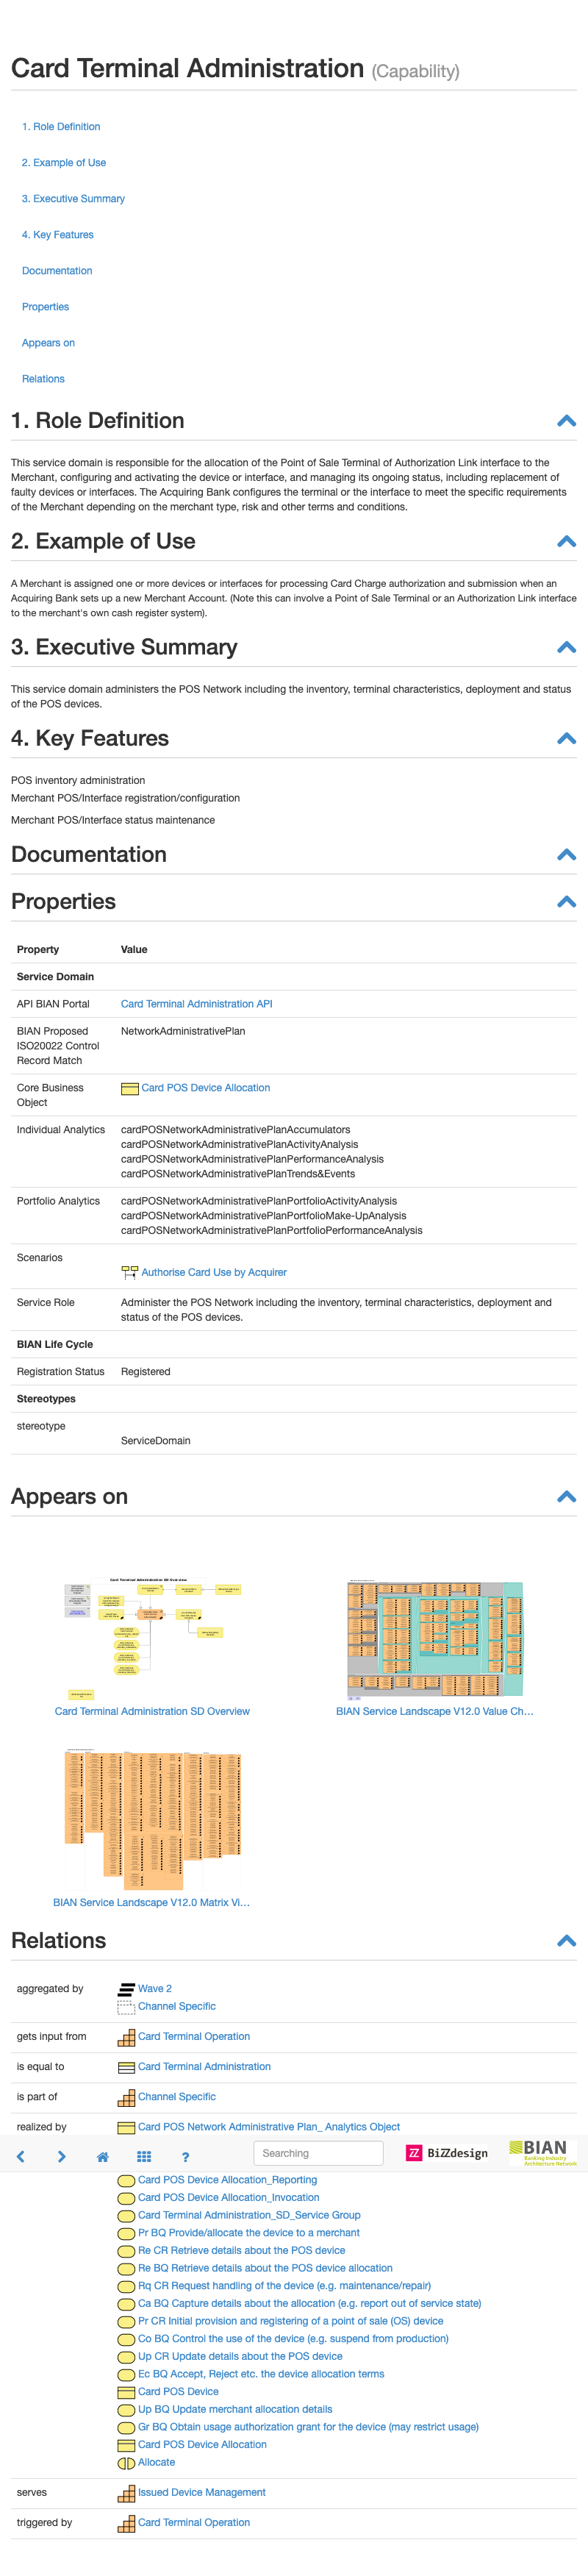 Card Terminal Administration (Capability)
1. Role Definition
2. Example of Use
3. Executive Summary
4. Key Features
Documentation
Properties
Appears on
Relations
1. Role Definition
This service domain is responsible for the allocation of the Point of Sale Terminal of Authorization Link interface to the
Merchant, configuring and activating the device or interface, and managing its ongoing status, including replacement of
faulty devices or interfaces. The Acquiring Bank configures the terminal or the interface to meet the specific requirements
of the Merchant depending on the merchant type, risk and other terms and conditions.
2. Example of Use
A Merchant is assigned one or more devices or interfaces for processing Card Charge authorization and submission when an
Acquiring Bank sets up a new Merchant Account. (Note this can involve a Point of Sale Terminal or an Authorization Link interface
to the merchant's own cash register system).
3. Executive Summary
This service domain administers the POS Network including the inventory, terminal characteristics, deployment and status
of the POS devices.
4. Key Features
POS inventory administration
Merchant POS/Interface registration/configuration
Merchant POS/Interface status maintenance
Documentation
Properties
Property Value
Service Domain
API BIAN Portal Card Terminal Administration API
BIAN Proposed NetworkAdministrativePlan
ISO20022 Control
Record Match
Core Business Card POS Device Allocation
Object
Individual Analytics cardPOSNetworkAdministrativePlanAccumulators
cardPOSNetworkAdministrativePlanActivityAnalysis
cardPOSNetworkAdministrativePlanPerformanceAnalysis
cardPOSNetworkAdministrativePlanTrends&Events
Portfolio Analytics cardPOSNetworkAdministrativePlanPortfolioActivityAnalysis
cardPOSNetworkAdministrativePlanPortfolioMake-UpAnalysis
cardPOSNetworkAdministrativePlanPortfolioPerformanceAnalysis
Scenarios
Authorise Card Use by Acquirer
Service Role Administer the POS Network including the inventory, terminal characteristics, deployment and
status of the POS devices.
BIAN Life Cycle
Registration Status Registered
Stereotypes
stereotype
ServiceDomain
Appears on
Card Terminal Administration SD Overview
Card Terminal Administration SD Overview
BIAN Service Landscape V12.0 Value Ch...
BIAN Service Landscape V12.0 Matrix Vi...
Relations
aggregated by Wave 2
Channel Specific
gets input from Card Terminal Operation
is equal to Card Terminal Administration
is part of Channel Specific
realized by Card POS Network Administrative Plan_ Analytics Object
? Searching BiZZdesign BIAN
Banking Industry
Architecture Network
Card POS Device Allocation_Reporting
Card POS Device Allocation_Invocation
Card Terminal Administration_SD_Service Group
Pr BQ Provide/allocate the device to a merchant
Re CR Retrieve details about the POS device
Re BQ Retrieve details about the POS device allocation
Rq CR Request handling of the device (e.g. maintenance/repair)
Ca BQ Capture details about the allocation (e.g. report out of service state)
Pr CR Initial provision and registering of a point of sale (OS) device
Co BQ Control the use of the device (e.g. suspend from production)
Up CR Update details about the POS device
Ec BQ Accept, Reject etc. the device allocation terms
Card POS Device
Up BQ Update merchant allocation details
Gr BQ Obtain usage authorization grant for the device (may restrict usage)
Card POS Device Allocation
Allocate
serves Issued Device Management
triggered by Card Terminal Operation